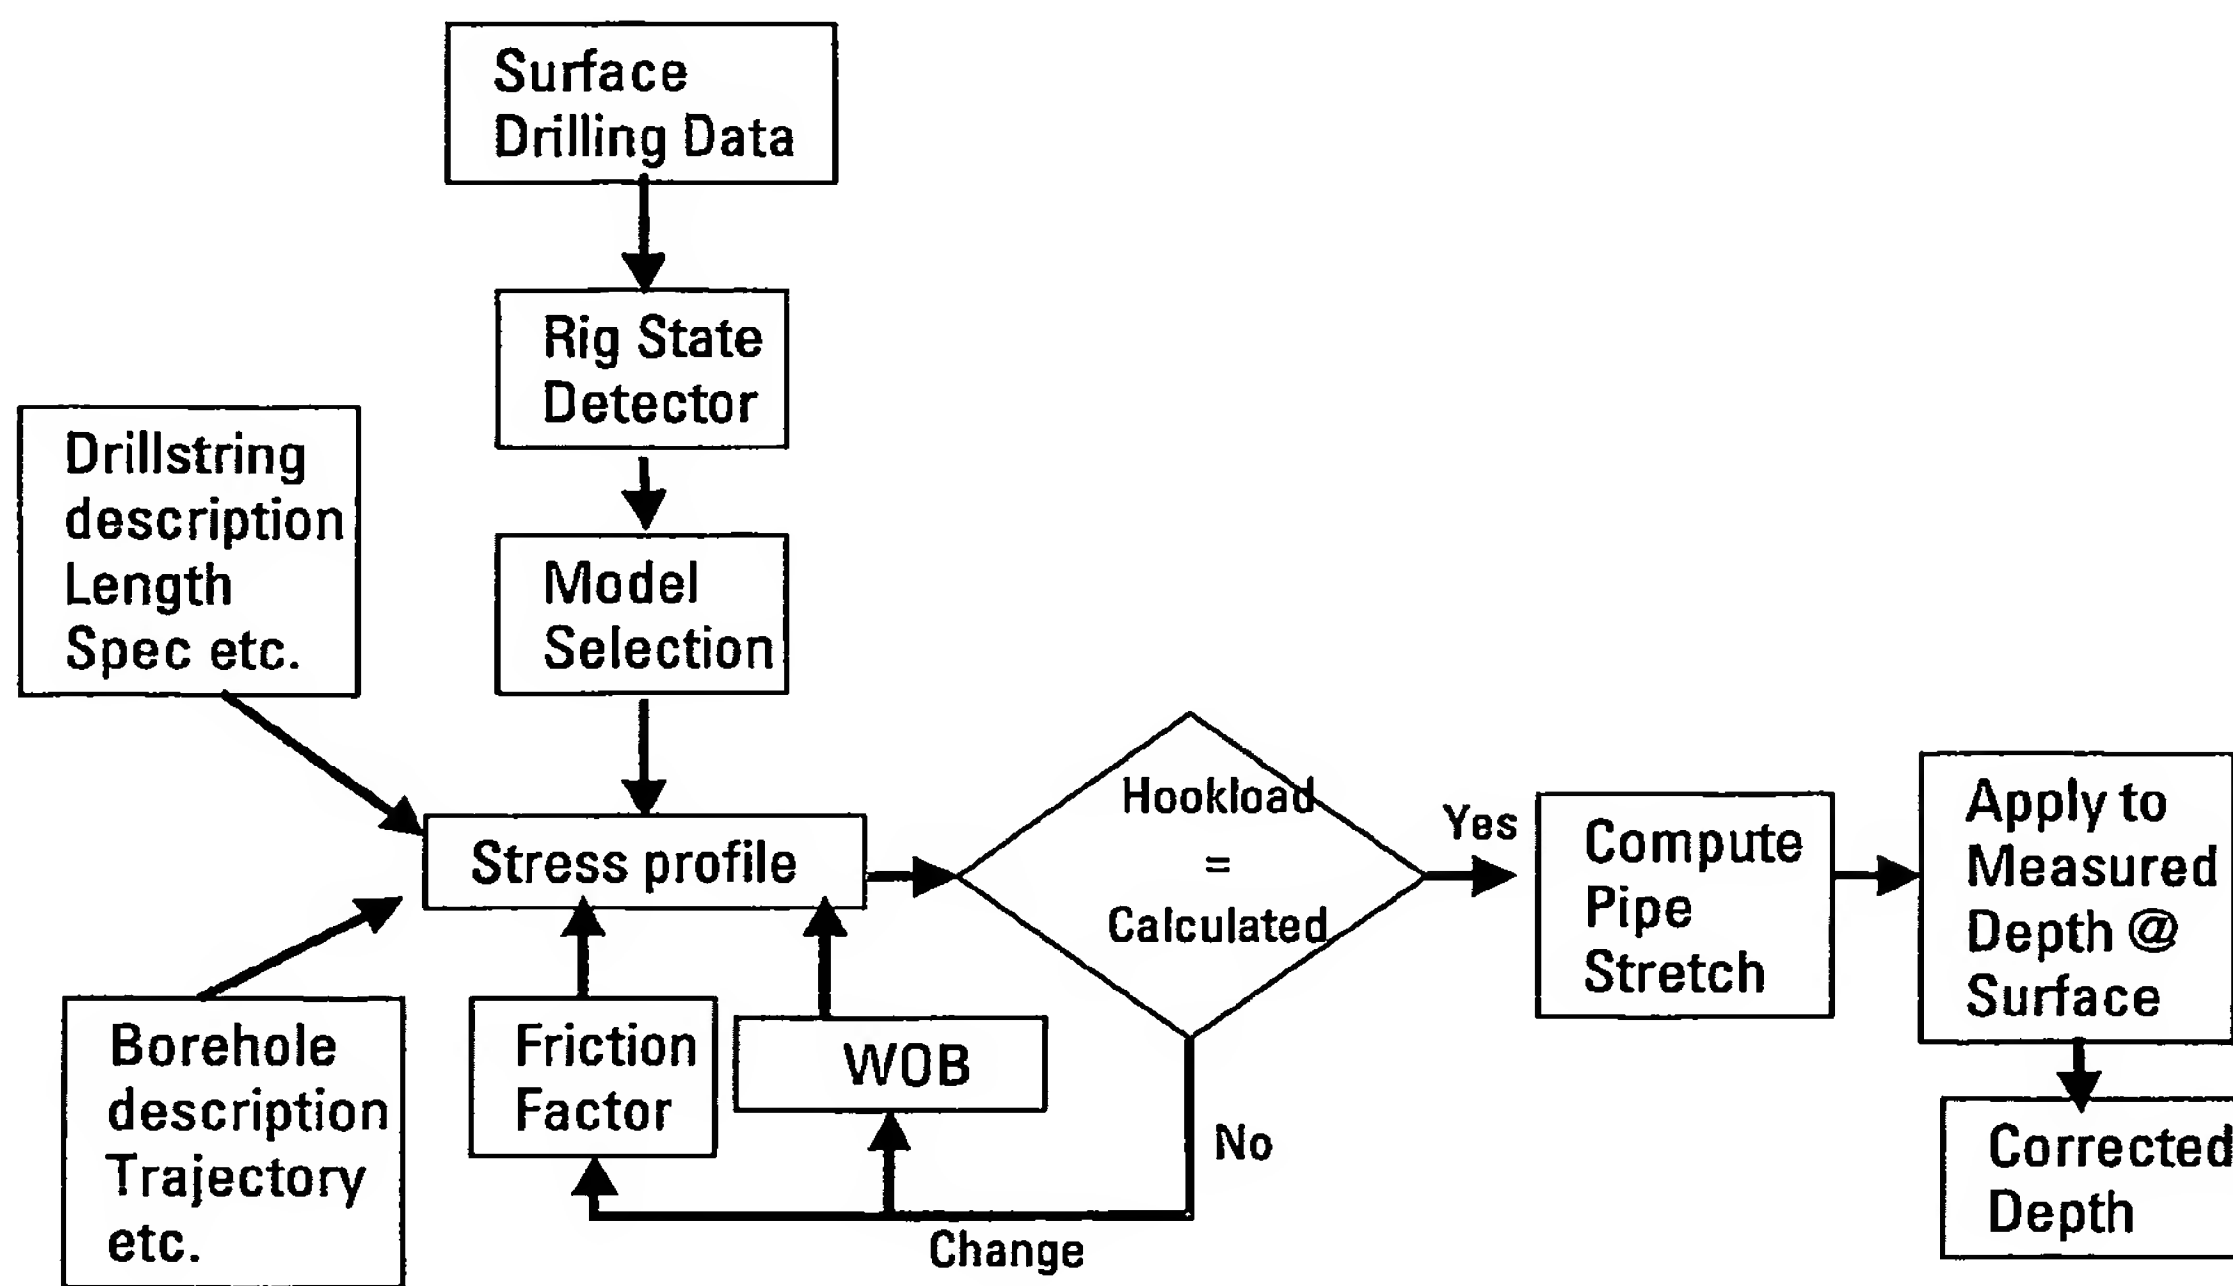 Surface
Drilling Data
Rig State
Detector
Drillstring
description
Length
Spec etc.
Model
Selection
Stress profile
Hookload
=
Calculated
Yes
Compute
Pipe
Stretch
Apply to
Measured
Depth @
Surface
Borehole
description
Trajectory
etc.
Friction
Factor
WOB
No
Change
Corrected
Depth